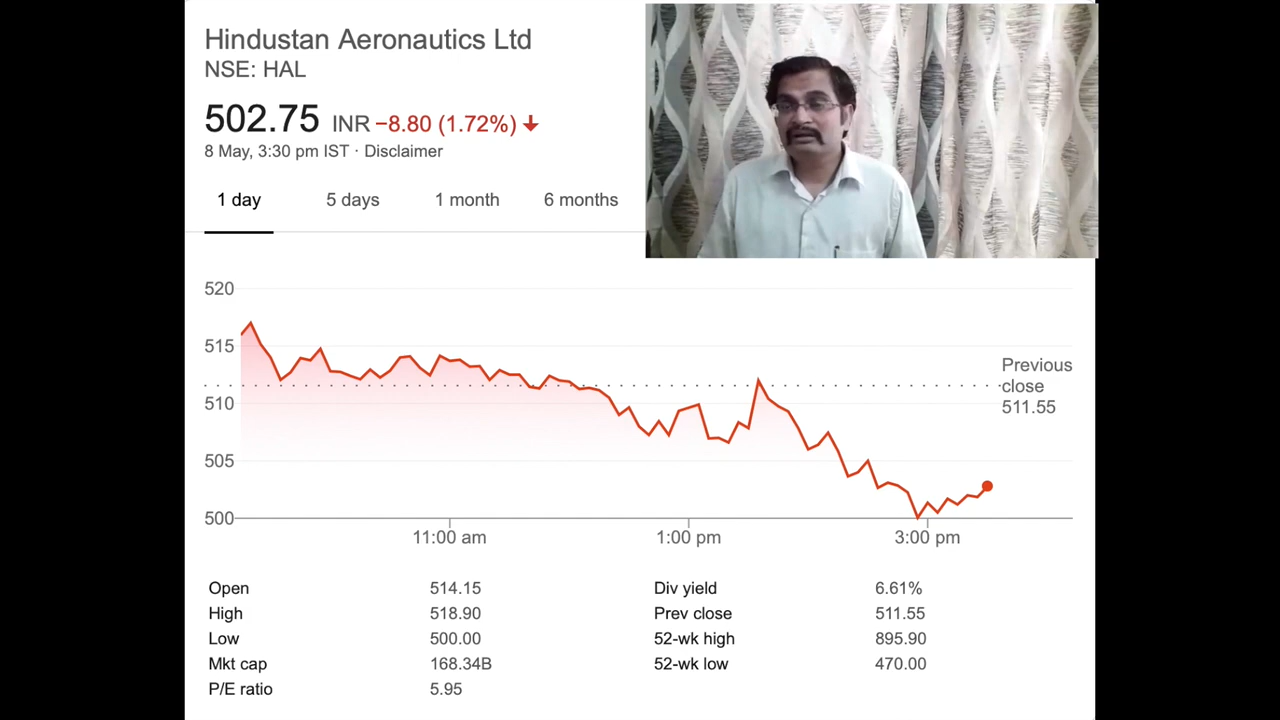 Hindustan Aeronautics Ltd
NSE: HAL
502.75 INR −8.80 (1.72%) ↓
8 May, 3:30 pm IST · Disclaimer
1 day 5 days 1 month 6 months
520
515
510
505
500
Previous
close
511.55
11:00 am 1:00 pm 3:00 pm
Open 514.15 Div yield 6.61%
High 518.90 Prev close 511.55
Low 500.00 52-wk high 895.90
Mkt cap 168.34B 52-wk low 470.00
P/E ratio 5.95